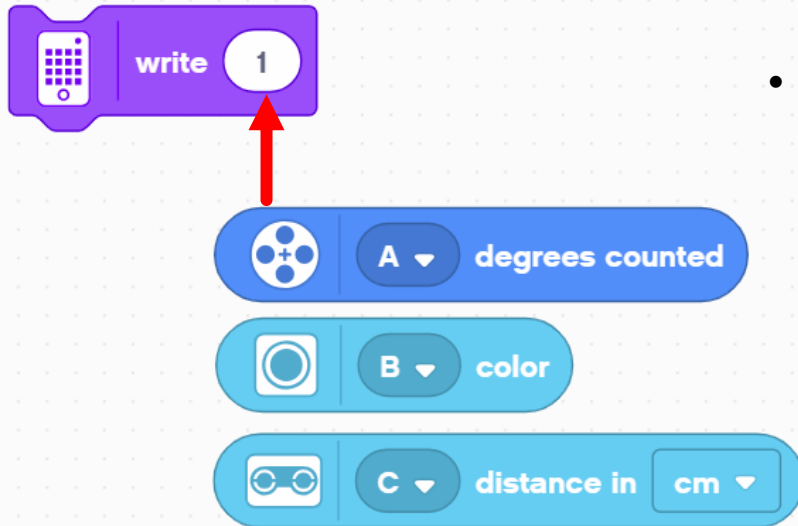 write 1
•
A degrees counted
B color
C distance in cm